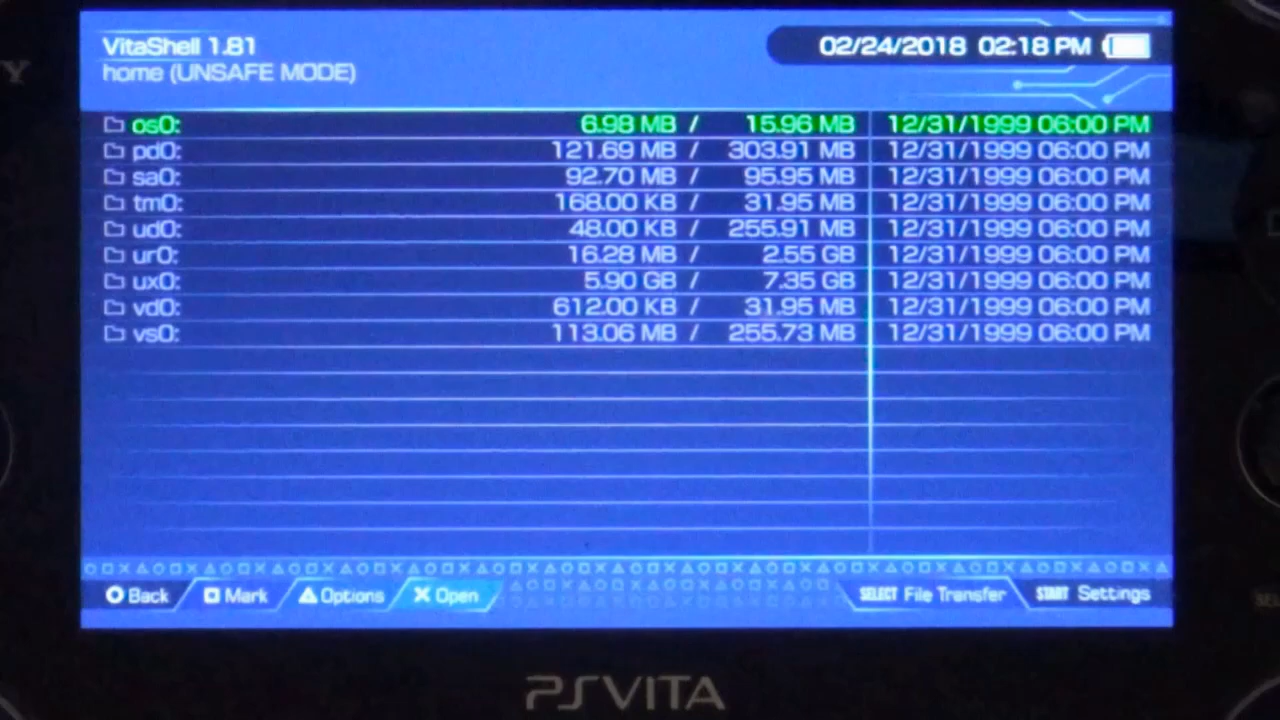 VitaShell 1.81
02/24/2018 02:18 PM
home (UNSAFE MODE)
os0: 6.98 MB / 15.96 MB 12/31/1999 06:00 PM
pd0: 121.69 MB / 303.91 MB 12/31/1999 06:00 PM
sa0: 92.70 MB / 95.95 MB 12/31/1999 06:00 PM
tm0: 168.00 KB / 31.95 MB 12/31/1999 06:00 PM
ud0: 48.00 KB / 255.91 MB 12/31/1999 06:00 PM
ur0: 16.28 MB / 2.55 GB 12/31/1999 06:00 PM
ux0: 5.90 GB / 7.35 GB 12/31/1999 06:00 PM
vd0: 612.00 KB / 31.95 MB 12/31/1999 06:00 PM
vs0: 113.06 MB / 255.73 MB 12/31/1999 06:00 PM
Back Mark Options Open SELECT File Transfer START Settings
PSVITA